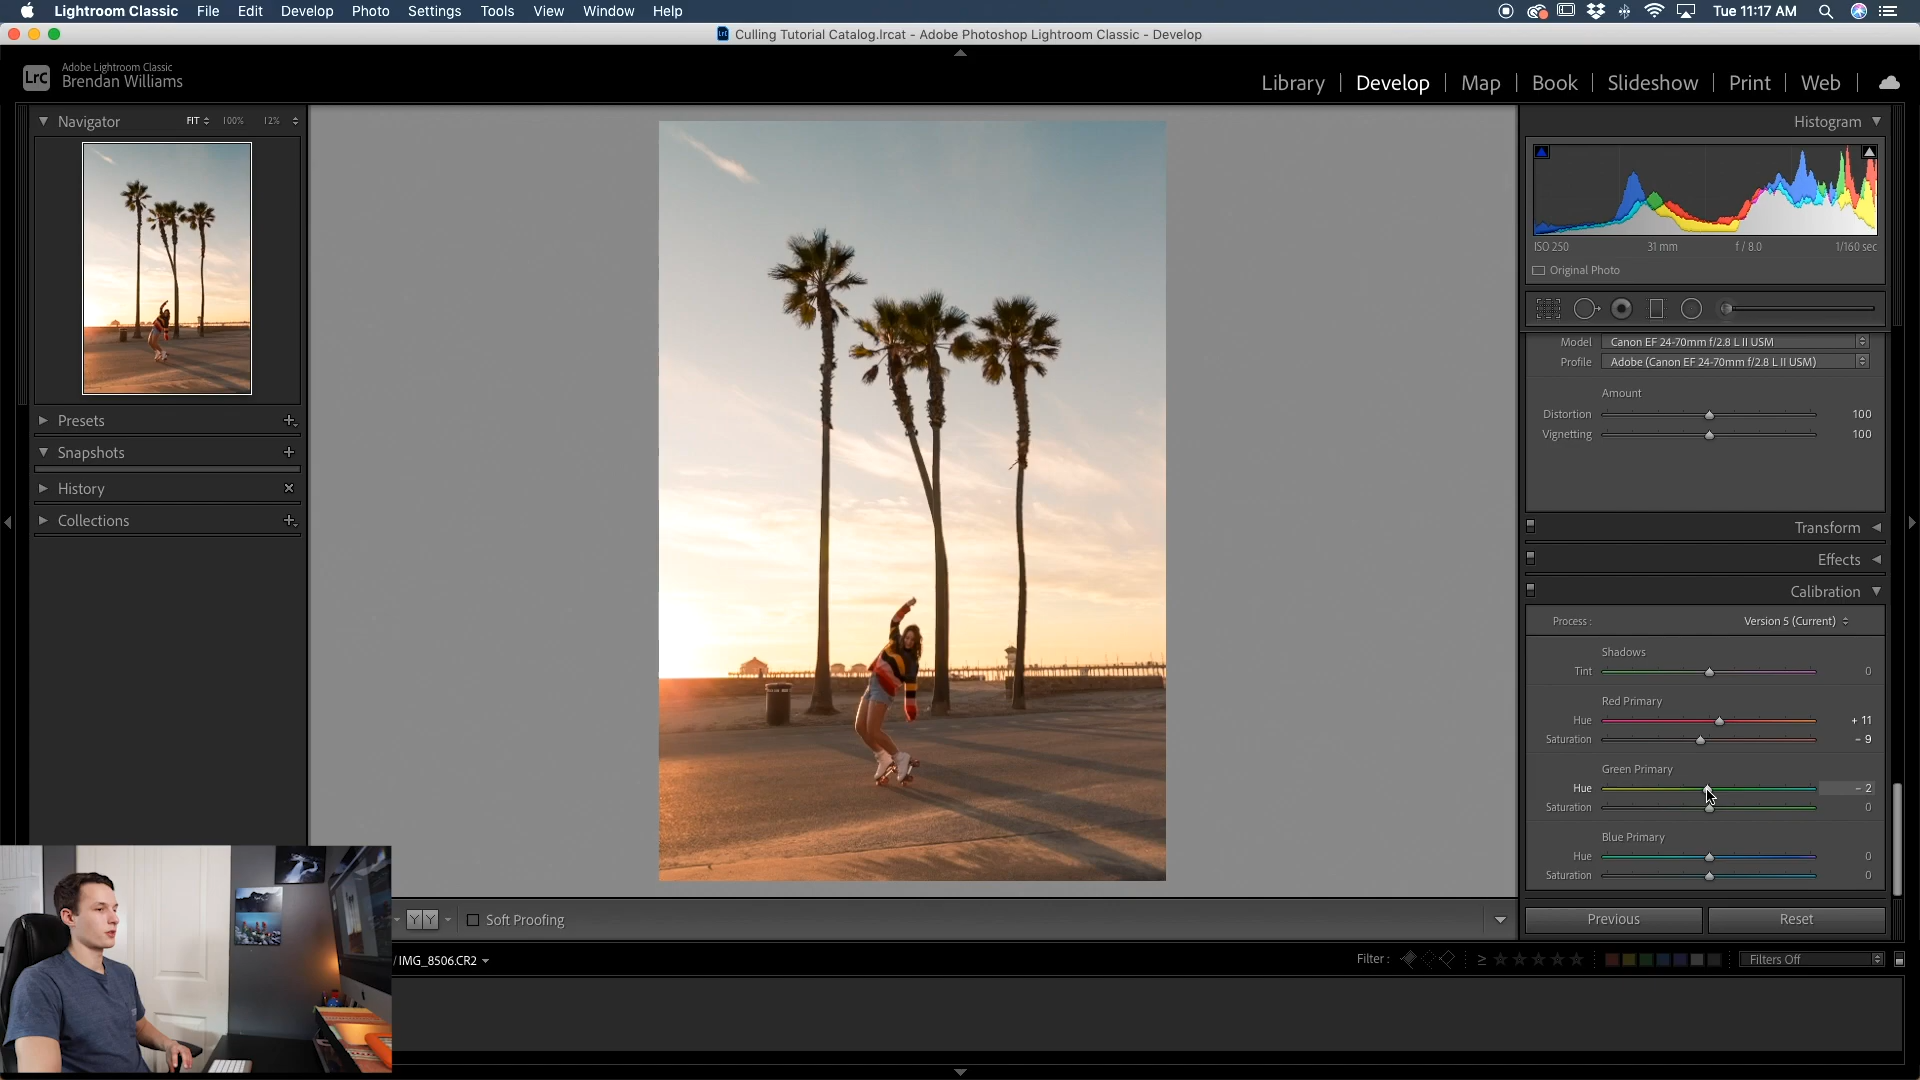 Lightroom Classic File Edit Develop Photo Settings Tools View Window Help Tue 11:17 AM
Culling Tutorial Catalog.lrcat - Adobe Photoshop Lightroom Classic - Develop
LrC
Adobe Lightroom Classic
Brendan Williams
Library Develop Map Book Slideshow Print Web
Navigator FIT 100% 12%
Presets
Snapshots
History
Collections
Histogram
ISO 250 31 mm f / 8.0 1/160 sec
Original Photo
Model Canon EF 24-70mm f/2.8 L II USM
Profile Adobe (Canon EF 24-70mm f/2.8 L II USM)
Amount
Distortion 100
Vignetting 100
Transform
Effects
Calibration
Process : Version 5 (Current)
Shadows
Tint 0
Red Primary
Hue + 11
Saturation – 9
Green Primary
Hue – 2
Saturation 0
Blue Primary
Hue 0
Saturation 0
Previous Reset
YY Soft Proofing
/ IMG_8506.CR2
Filter : ≥ Filters Off